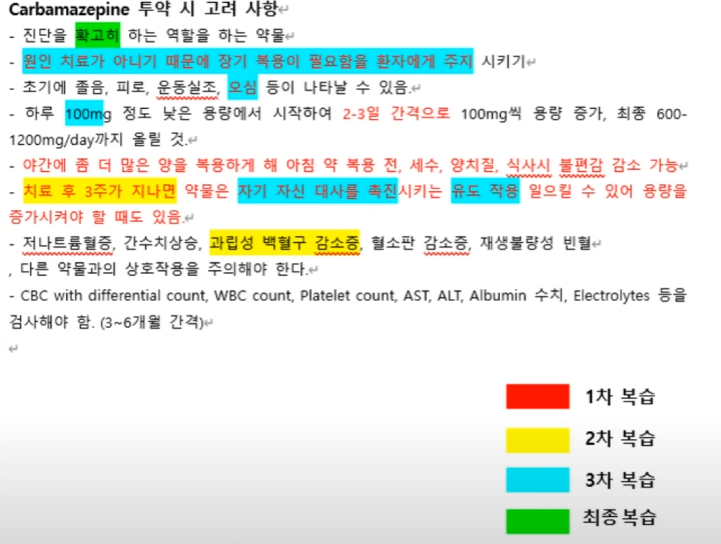 Carbamazepine 투약 시 고려 사항↵
- 진단을 확고히 하는 역할을 하는 약물↵
- 원인 치료가 아니기 때문에 장기 복용이 필요함을 환자에게 주지 시키기↵
- 초기에 졸음, 피로, 운동실조, 오심 등이 나타날 수 있음.↵
- 하루 100mg 정도 낮은 용량에서 시작하여 2-3일 간격으로 100mg씩 용량 증가, 최종 600-
1200mg/day까지 올릴 것.↵
- 야간에 좀 더 많은 양을 복용하게 해 아침 약 복용 전, 세수, 양치질, 식사시 불편감 감소 가능↵
- 치료 후 3주가 지나면 약물은 자기 자신 대사를 촉진시키는 유도 작용 일으킬 수 있어 용량을
증가시켜야 할 때도 있음.↵
- 저나트륨혈증, 간수치상승, 과립성 백혈구 감소증, 혈소판 감소증, 재생불량성 빈혈↵
, 다른 약물과의 상호작용을 주의해야 한다.↵
- CBC with differential count, WBC count, Platelet count, AST, ALT, Albumin 수치, Electrolytes 등을
검사해야 함. (3~6개월 간격)↵
↵
1차 복습
2차 복습
3차 복습
최종 복습